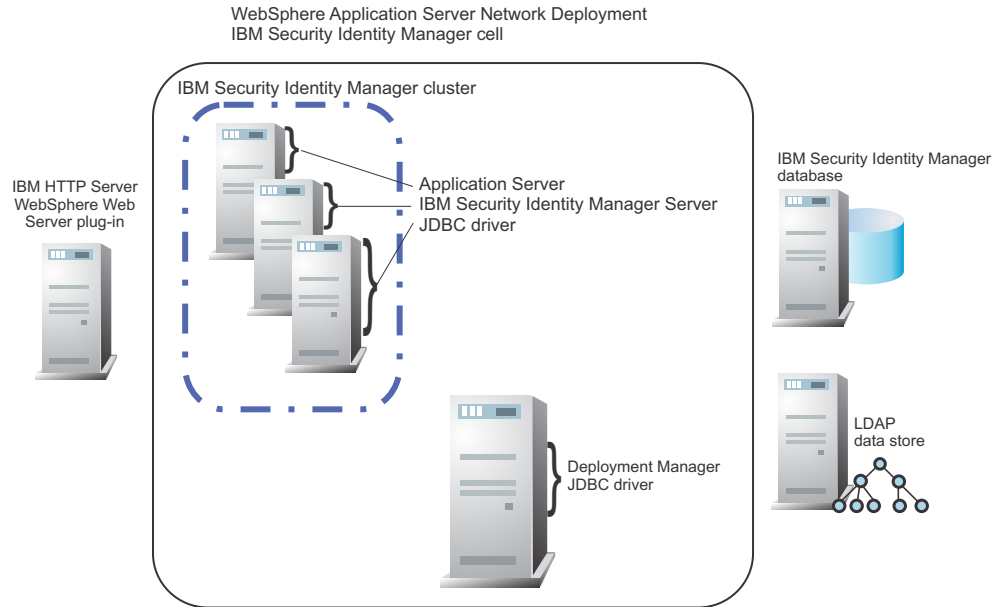 WebSphere Application Server Network Deployment
IBM Security Identity Manager cell
IBM Security Identity Manager cluster
IBM HTTP Server
WebSphere Web
Server plug-in
Application Server
IBM Security Identity Manager Server
JDBC driver
IBM Security Identity Manager
database
LDAP
data store
Deployment Manager
JDBC driver